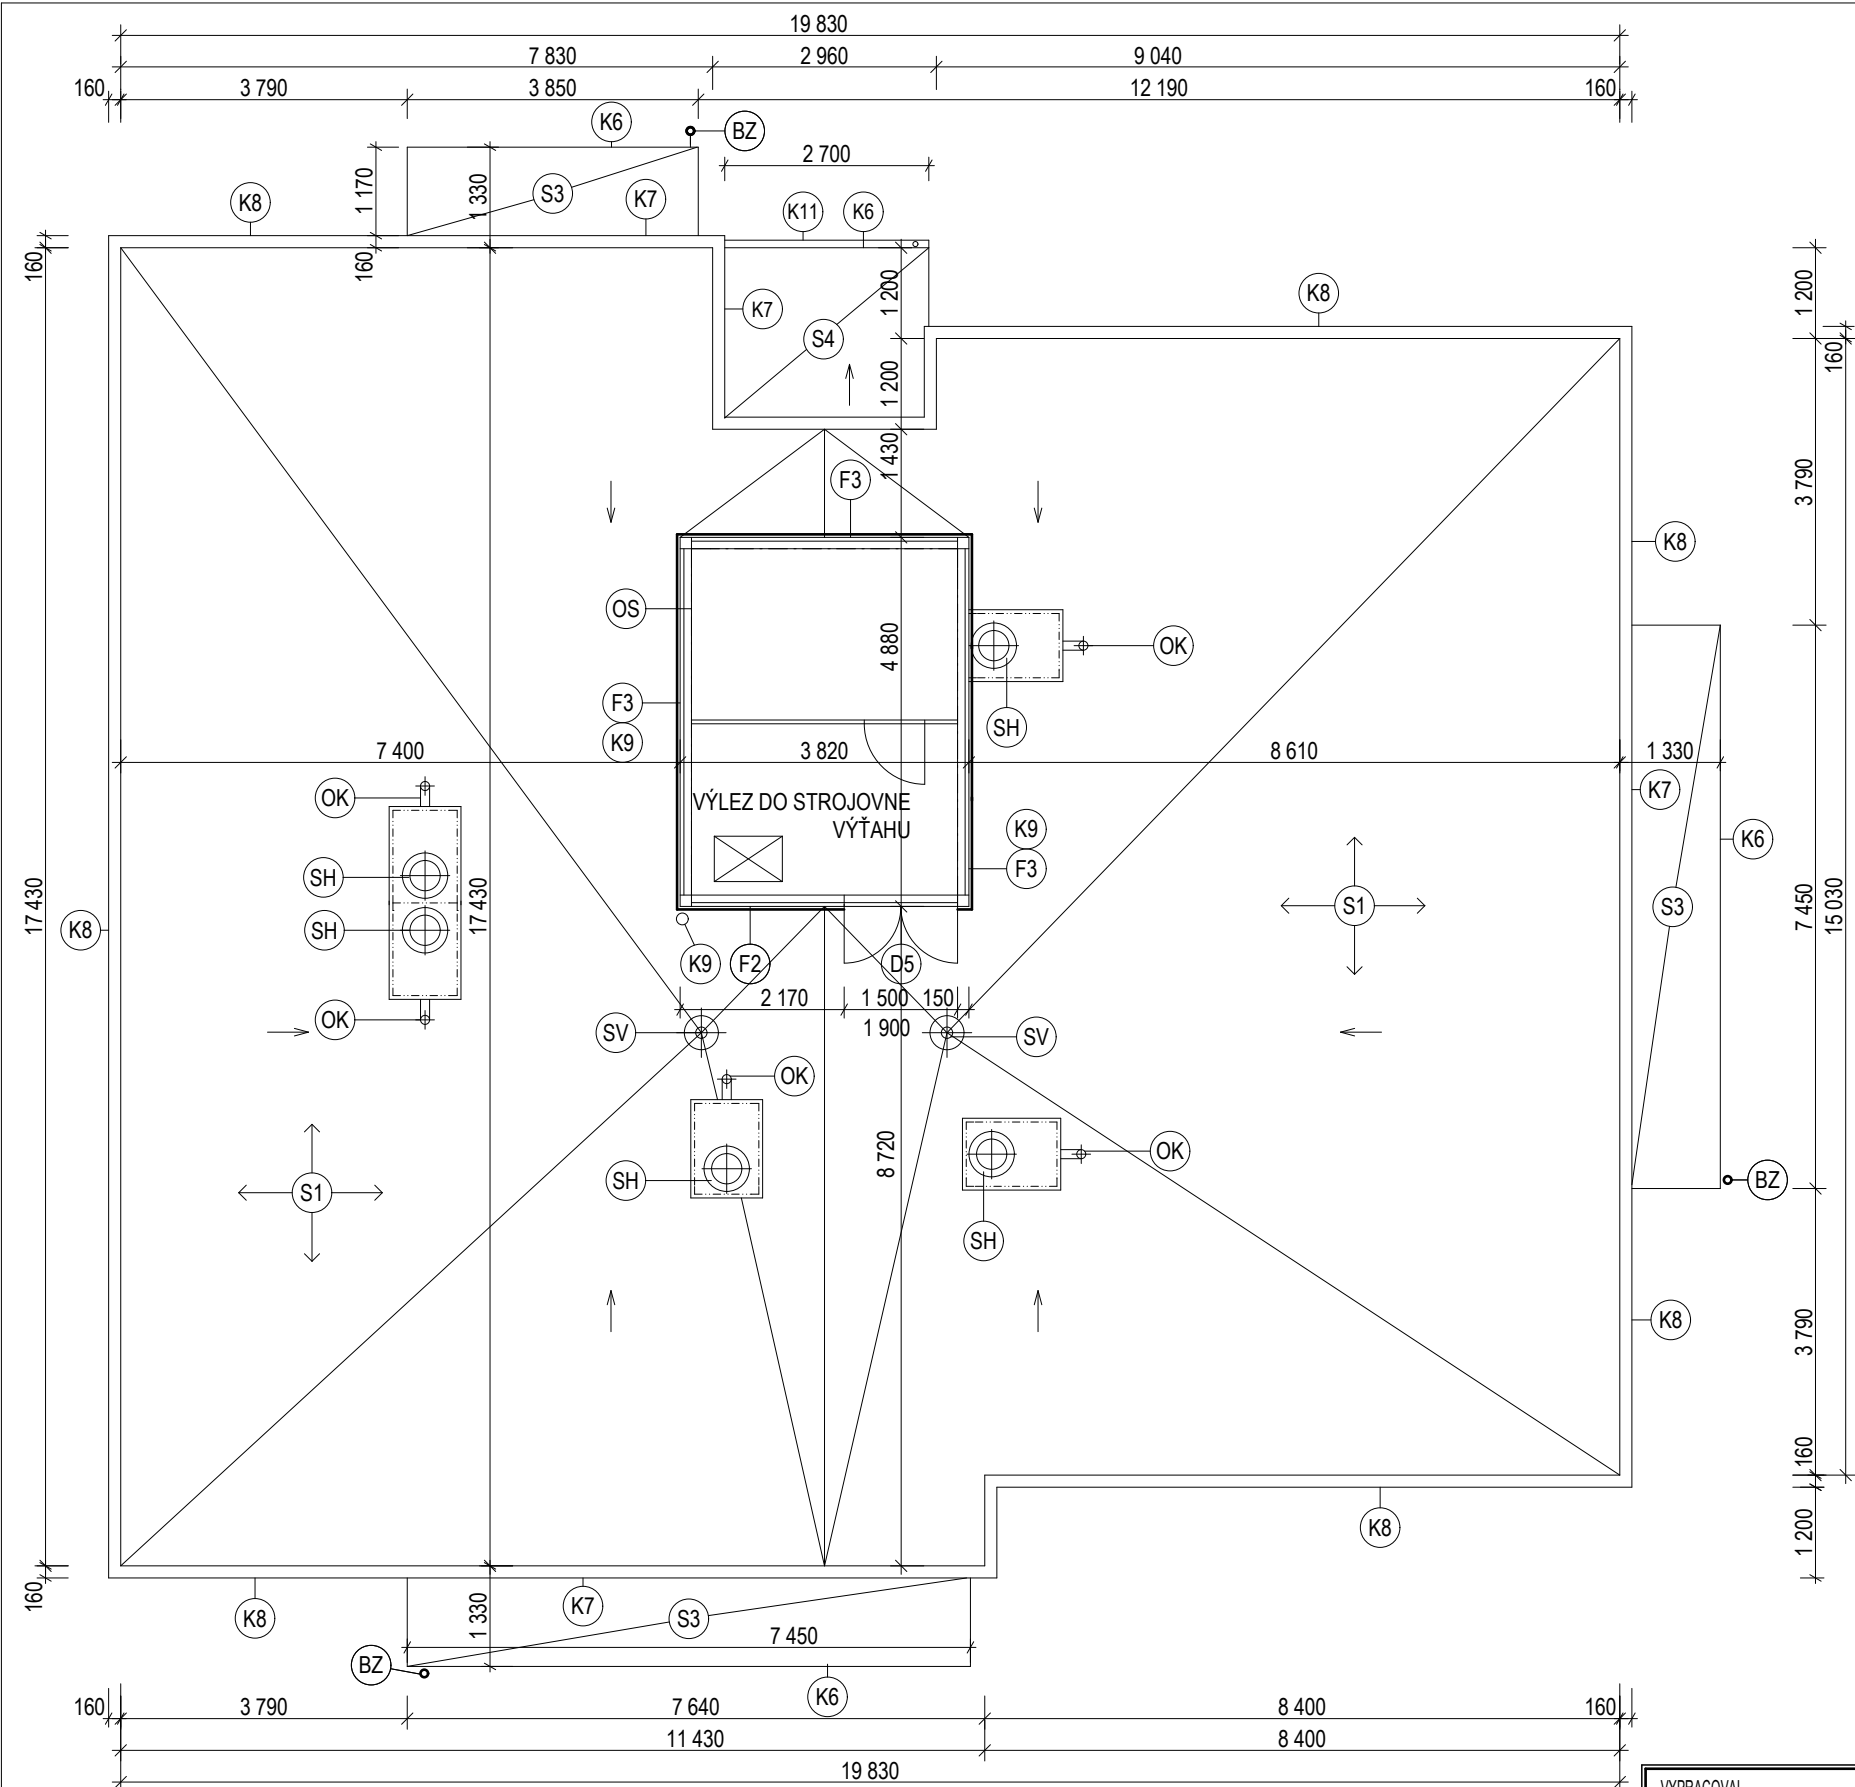 19 830
7 830
2 960
9 040
160
3 790
3 850
12 190
160
K6
BZ
2 700
1 170
1 330
S3
K8
K7
K11
K6
160
160
1 200
K7
S4
K8
1 200
160
1 200
1 430
F3
3 790
K8
OS
4 880
OK
F3
K9
SH
7 400
3 820
8 610
1 330
OK
VÝLEZ DO STROJOVNE
VÝŤAHU
K7
K9
K6
SH
F3
17 430
17 430
S1
S3
7 450
15 030
SH
K8
K9
F2
D5
2 170
1 500
150
OK
SV
1 900
SV
OK
8 720
OK
SH
S1
BZ
SH
K8
3 790
160
K8
1 200
160
K8
K7
1 330
S3
7 450
BZ
K6
160
3 790
7 640
8 400
160
11 430
8 400
19 830
VYPRACOVAL